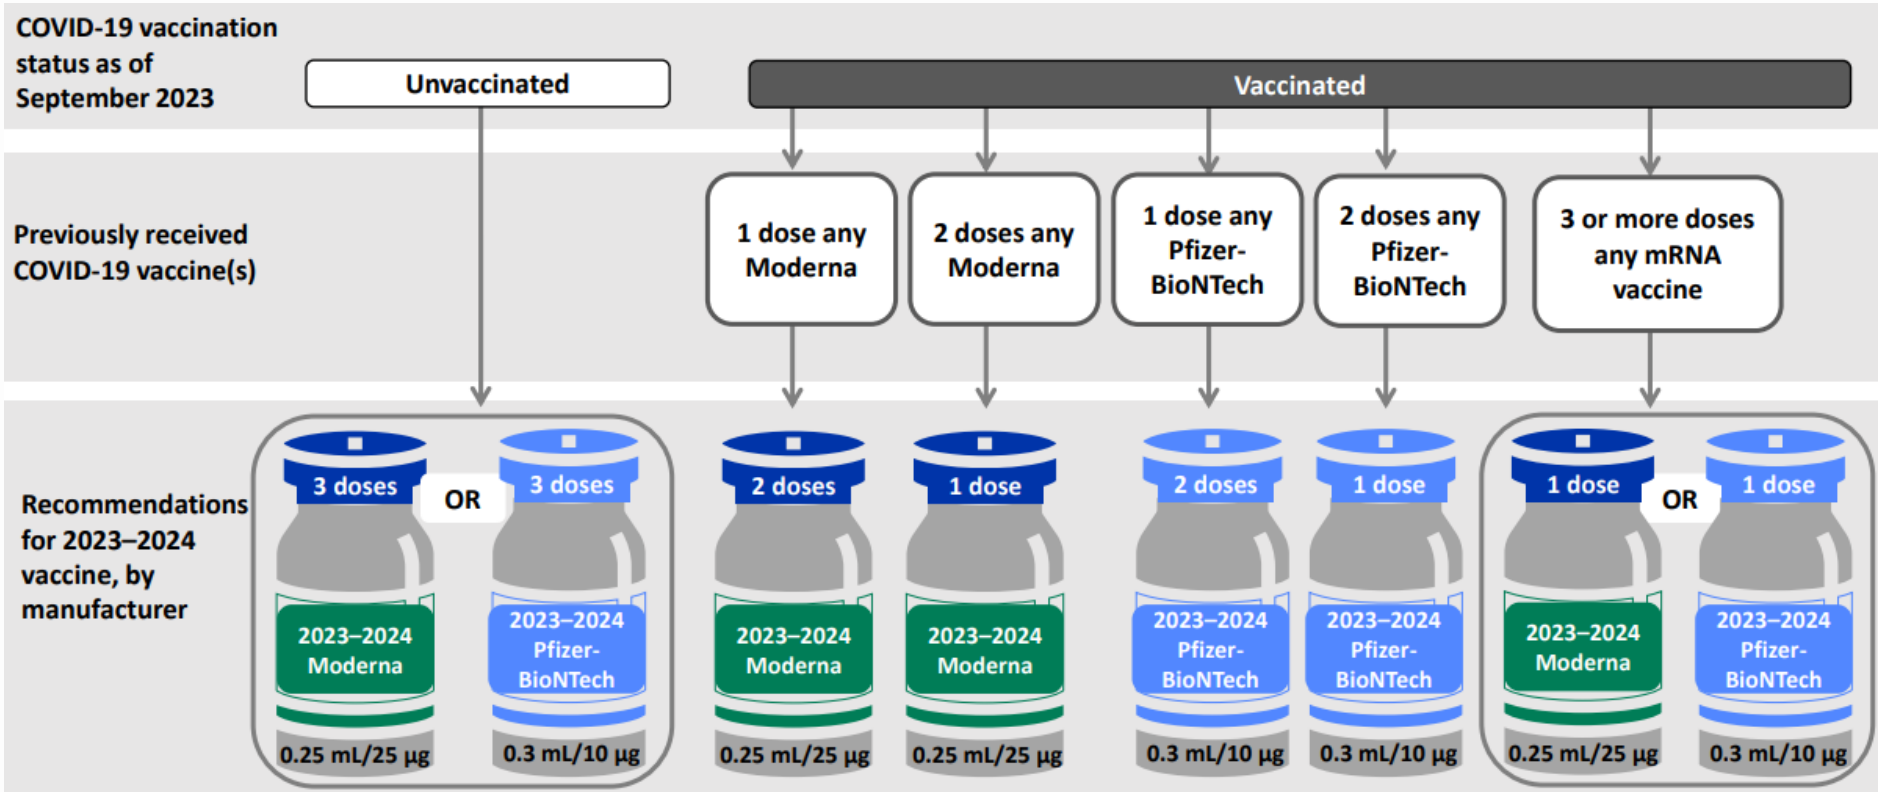 COVID-19 vaccination
status as of
September 2023
Unvaccinated
Vaccinated
Previously received
COVID-19 vaccine(s)
1 dose any
Moderna
2 doses any
Moderna
1 dose any
Pfizer-
BioNTech
2 doses any
Pfizer-
BioNTech
3 or more doses
any mRNA
vaccine
Recommendations
for 2023–2024
vaccine, by
manufacturer
3 doses
2023–2024
Moderna
0.25 mL/25 µg
OR
3 doses
2023–2024
Pfizer-
BioNTech
0.3 mL/10 µg
2 doses
2023–2024
Moderna
0.25 mL/25 µg
1 dose
2023–2024
Moderna
0.25 mL/25 µg
2 doses
2023–2024
Pfizer-
BioNTech
0.3 mL/10 µg
1 dose
2023–2024
Pfizer-
BioNTech
0.3 mL/10 µg
1 dose
2023–2024
Moderna
0.25 mL/25 µg
OR
1 dose
2023–2024
Pfizer-
BioNTech
0.3 mL/10 µg